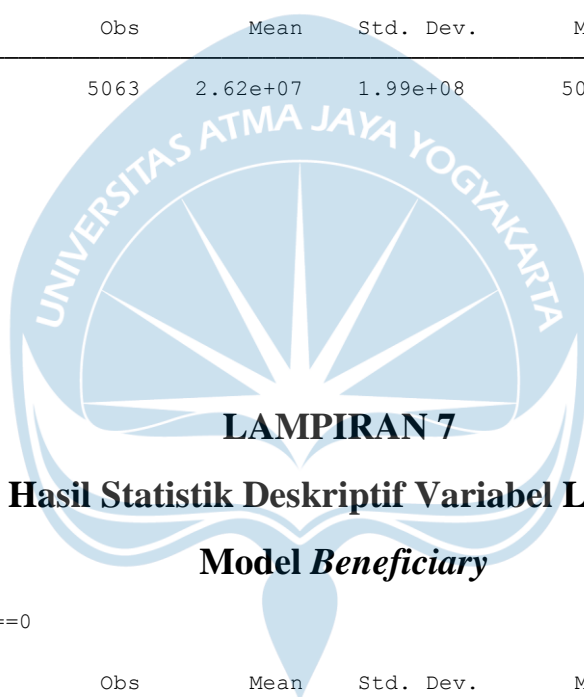 Obs Mean Std. Dev.
5063 2.62e+07 1.99e+08
UNIVERSITAS ATMA JAYA YOGYAKARTA
LAMPIRAN 7
Hasil Statistik Deskriptif Variabel
Model Beneficiary
==0
Obs Mean Std. Dev.